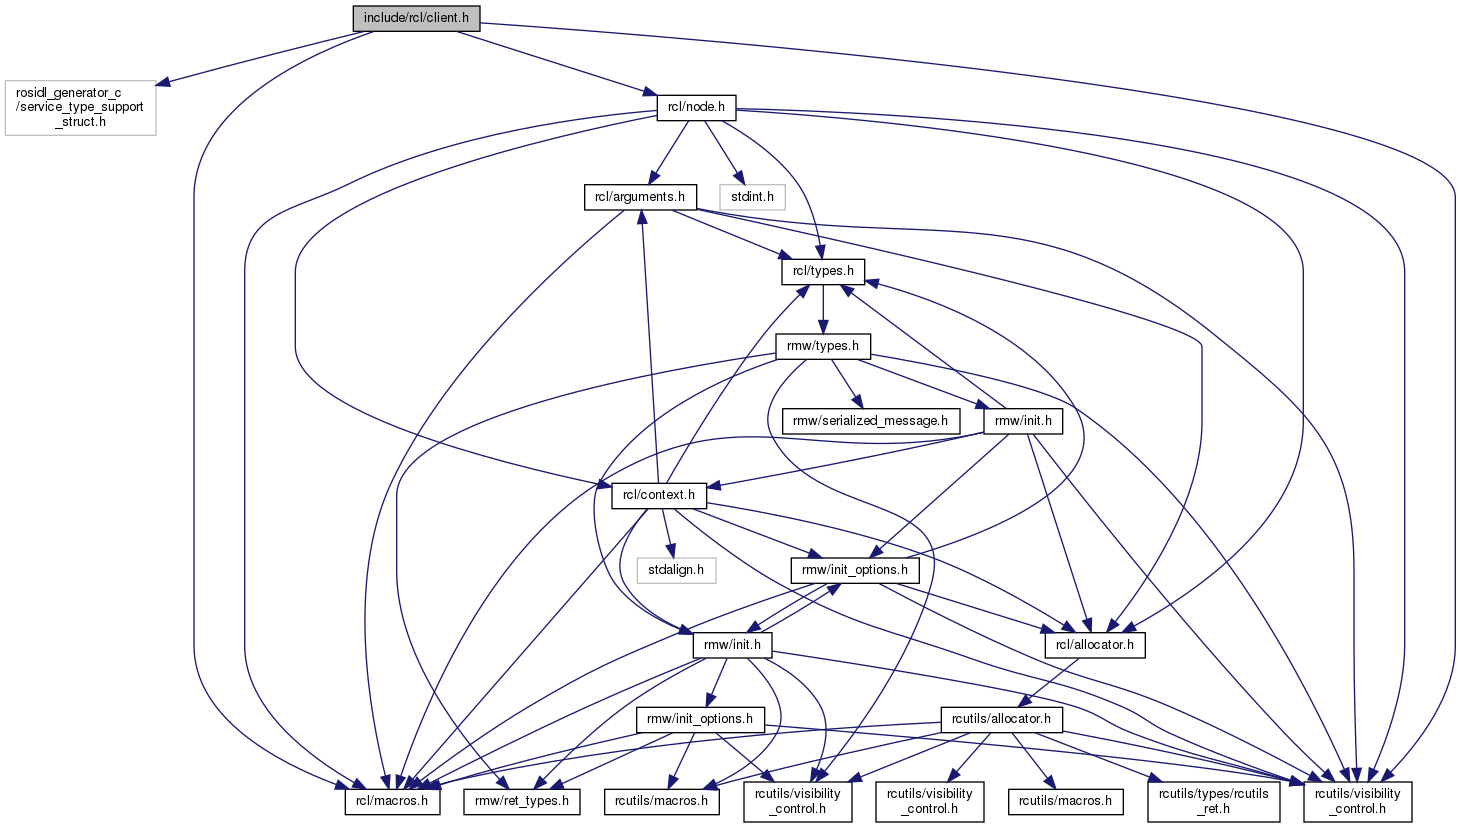 include/rcl/client.h
rosidl_generator_c
/service_type_support
_struct.h
rcl/node.h
rcl/arguments.h
stdint.h
rcl/types.h
rmw/types.h
rmw/serialized_message.h
rmw/init.h
rcl/context.h
stdalign.h
rmw/init_options.h
rmw/init.h
rcl/allocator.h
rmw/init_options.h
rcutils/allocator.h
rcl/macros.h
rmw/ret_types.h
rcutils/macros.h
rcutils/visibility
_control.h
rcutils/visibility
_control.h
rcutils/macros.h
rcutils/types/rcutils
_ret.h
rcutils/visibility
_control.h